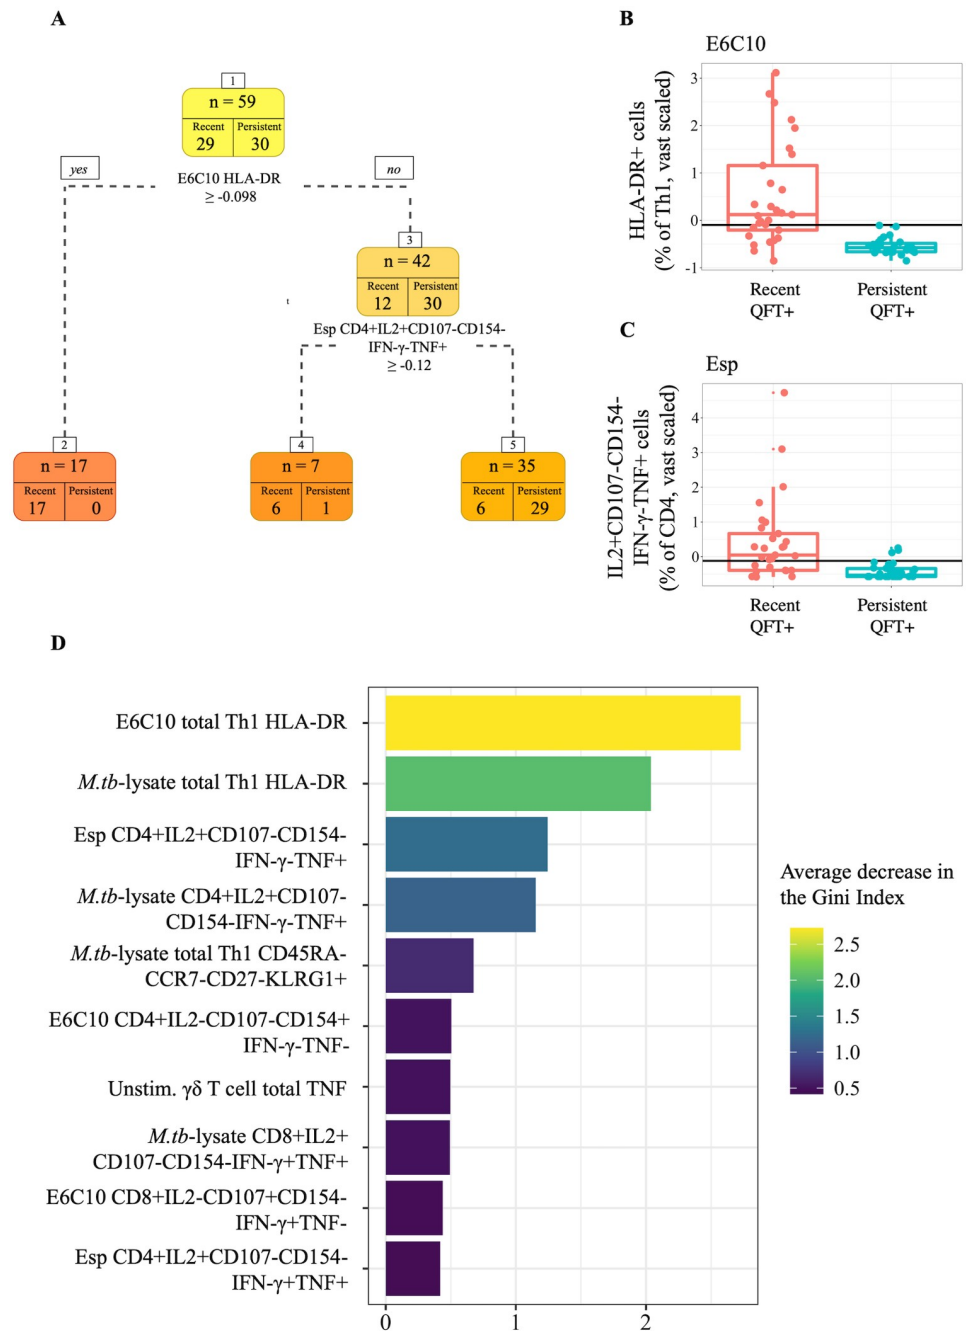 A
1
n = 59
Recent Persistent
29 30
yes
no
E6C10 HLA-DR
≥ -0.098
3
n = 42
Recent Persistent
12 30
t
Esp CD4+IL2+CD107-CD154-
IFN-γ-TNF+
≥ -0.12
2
n = 17
Recent Persistent
17 0
4
n = 7
Recent Persistent
6 1
5
n = 35
Recent Persistent
6 29
B
E6C10
HLA-DR+ cells
(% of Th1, vast scaled)
3
2
1
0
-1
Recent Persistent
QFT+ QFT+
C
Esp
IL2+CD107-CD154-
IFN-γ-TNF+ cells
(% of CD4, vast scaled)
4
3
2
1
0
Recent Persistent
QFT+ QFT+
D
E6C10 total Th1 HLA-DR
M.tb-lysate total Th1 HLA-DR
Esp CD4+IL2+CD107-CD154-
IFN-γ-TNF+
M.tb-lysate CD4+IL2+CD107-
CD154-IFN-γ-TNF+
M.tb-lysate total Th1 CD45RA-
CCR7-CD27-KLRG1+
E6C10 CD4+IL2-CD107-CD154+
IFN-γ-TNF-
Unstim. γδ T cell total TNF
M.tb-lysate CD8+IL2+
CD107-CD154-IFN-γ+TNF+
E6C10 CD8+IL2-CD107+CD154-
IFN-γ+TNF-
Esp CD4+IL2+CD107-CD154-
IFN-γ+TNF+
0 1 2
Average decrease in
the Gini Index
2.5
2.0
1.5
1.0
0.5